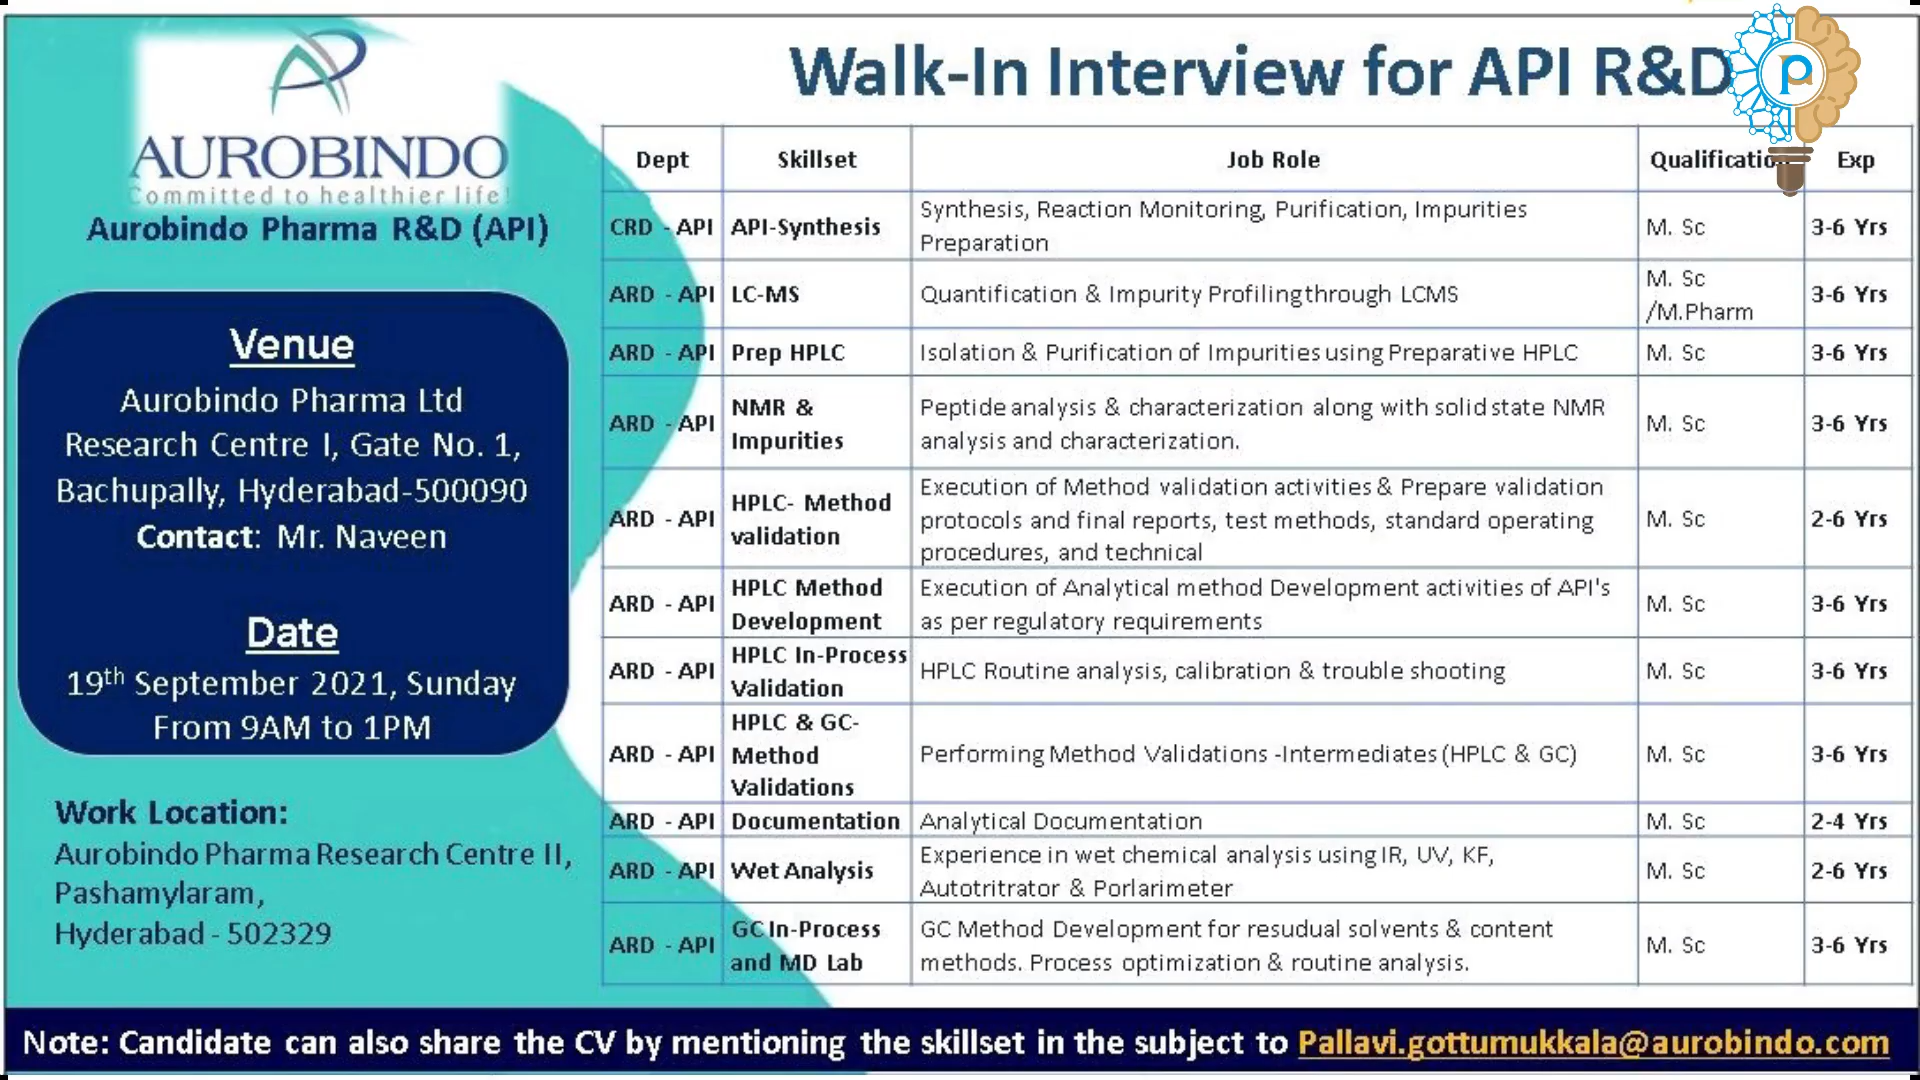 AUROBINDO
Committed to healthier life!
Aurobindo Pharma R&D (API)
Venue
Aurobindo Pharma Ltd
Research Centre I, Gate No. 1,
Bachupally, Hyderabad-500090
Contact: Mr. Naveen
Date
19th September 2021, Sunday
From 9AM to 1PM
Work Location:
Aurobindo Pharma Research Centre II,
Pashamylaram,
Hyderabad - 502329
Walk-In Interview for API R&D
P
Dept Skillset Job Role Exp
CRD - API API-Synthesis Synthesis, Reaction Monitoring, Purification, Impurities
Preparation M. Sc 3-6 Yrs
ARD - API LC-MS Quantification & Impurity Profilingthrough LCMS M. Sc
/M.Pharm 3-6 Yrs
ARD - API Prep HPLC Isolation & Purification of Impurities using Preparative HPLC M. Sc 3-6 Yrs
ARD - API NMR &
Impurities Peptide analysis & characterization along with solid state NMR
analysis and characterization. M. Sc 3-6 Yrs
ARD - API HPLC- Method
validation Execution of Method validation activities & Prepare validation
protocols and final reports, test methods, standard operating
procedures, and technical M. Sc 2-6 Yrs
ARD - API HPLC Method
Development Execution of Analytical method Development activities of API's
as per regulatory requirements M. Sc 3-6 Yrs
ARD - API HPLC In-Process
Validation HPLC Routine analysis, calibration & trouble shooting M. Sc 3-6 Yrs
ARD - API HPLC & GC-
Method
Validations Performing Method Validations -Intermediates (HPLC & GC) M. Sc 3-6 Yrs
ARD - API Documentation Analytical Documentation M. Sc 2-4 Yrs
ARD - API Wet Analysis Experience in wet chemical analysis using IR, UV, KF,
Autotritrator & Porlarimeter M. Sc 2-6 Yrs
ARD - API GC In-Process
and MD Lab GC Method Development for resudual solvents & content
methods. Process optimization & routine analysis. M. Sc 3-6 Yrs
Note: Candidate can also share the CV by mentioning the skillset in the subject to Pallavi.gottumukkala@aurobindo.com